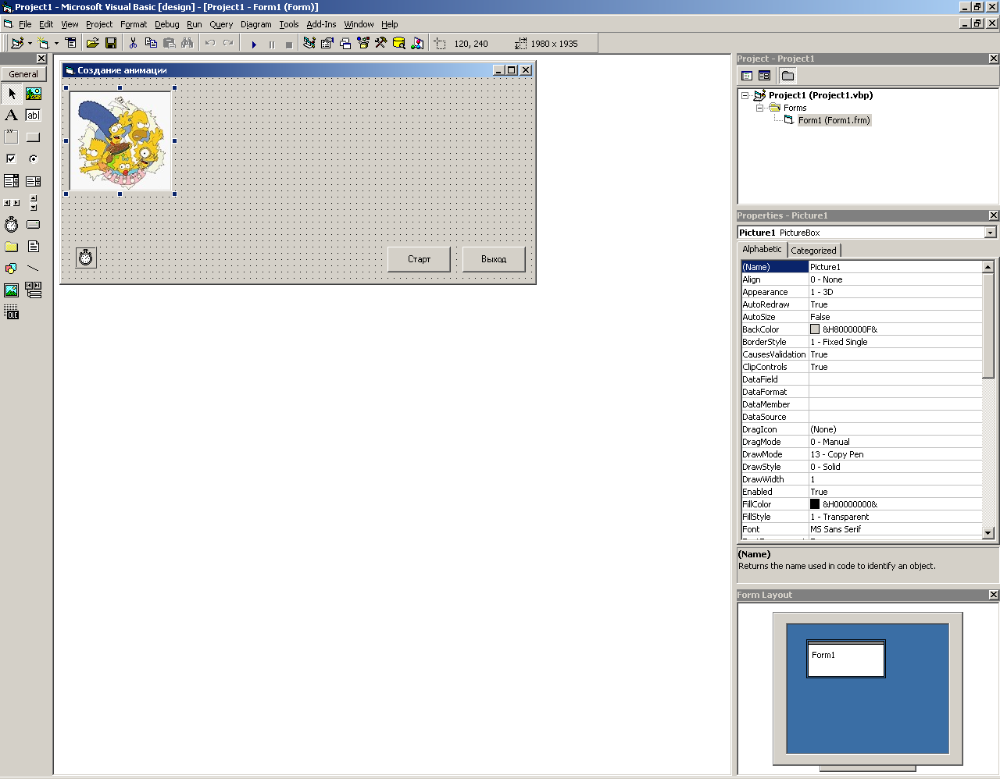 Project1 - Microsoft Visual Basic [design] - [Project1 - Form1 (Form)]
File Edit View Project Format Debug Run Query Diagram Tools Add-Ins Window Help
120, 240 1980 x 1935
General
A
ab|
xv
OLE
Создание анимации
Старт
Выход
Project - Project1
Project1 (Project1.vbp)
Forms
Form1 (Form1.frm)
Properties - Picture1
Picture1 PictureBox
Alphabetic Categorized
(Name) Picture1
Align 0 - None
Appearance 1 - 3D
AutoRedraw True
AutoSize False
BackColor &H8000000F&
BorderStyle 1 - Fixed Single
CausesValidation True
ClipControls True
DataField
DataFormat
DataMember
DataSource
DragIcon (None)
DragMode 0 - Manual
DrawMode 13 - Copy Pen
DrawStyle 0 - Solid
DrawWidth 1
Enabled True
FillColor &H00000000&
FillStyle 1 - Transparent
Font MS Sans Serif
(Name)
Returns the name used in code to identify an object.
Form Layout
Form1